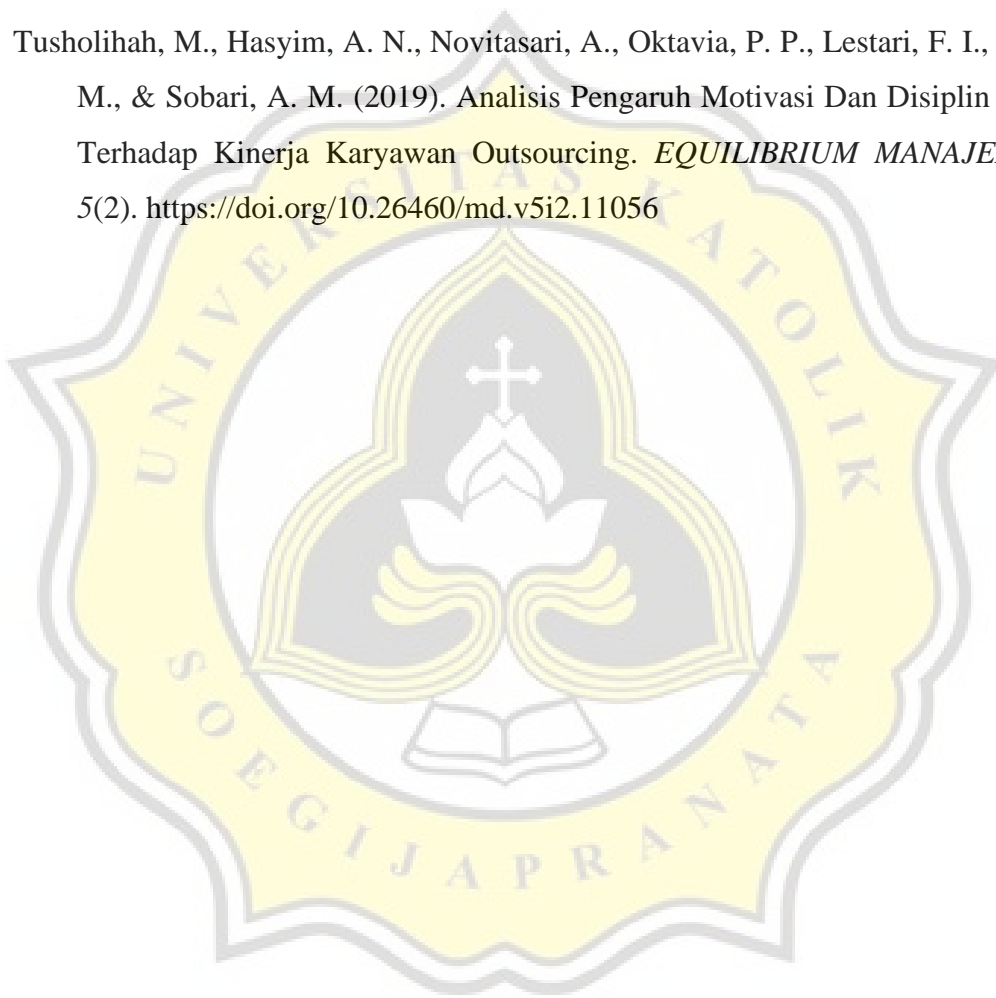 Tusholihah, M., Hasyim, A. N., Novitasari, A., Oktavia, P. P., Lestari, F. I.,
M., & Sobari, A. M. (2019). Analisis Pengaruh Motivasi Dan Disiplin
Terhadap Kinerja Karyawan Outsourcing. EQUILIBRIUM
5(2). https://doi.org/10.26460/md.v5i2.11056
UNIVERSITAS KATOLIK
SOEGIJAPRANATA